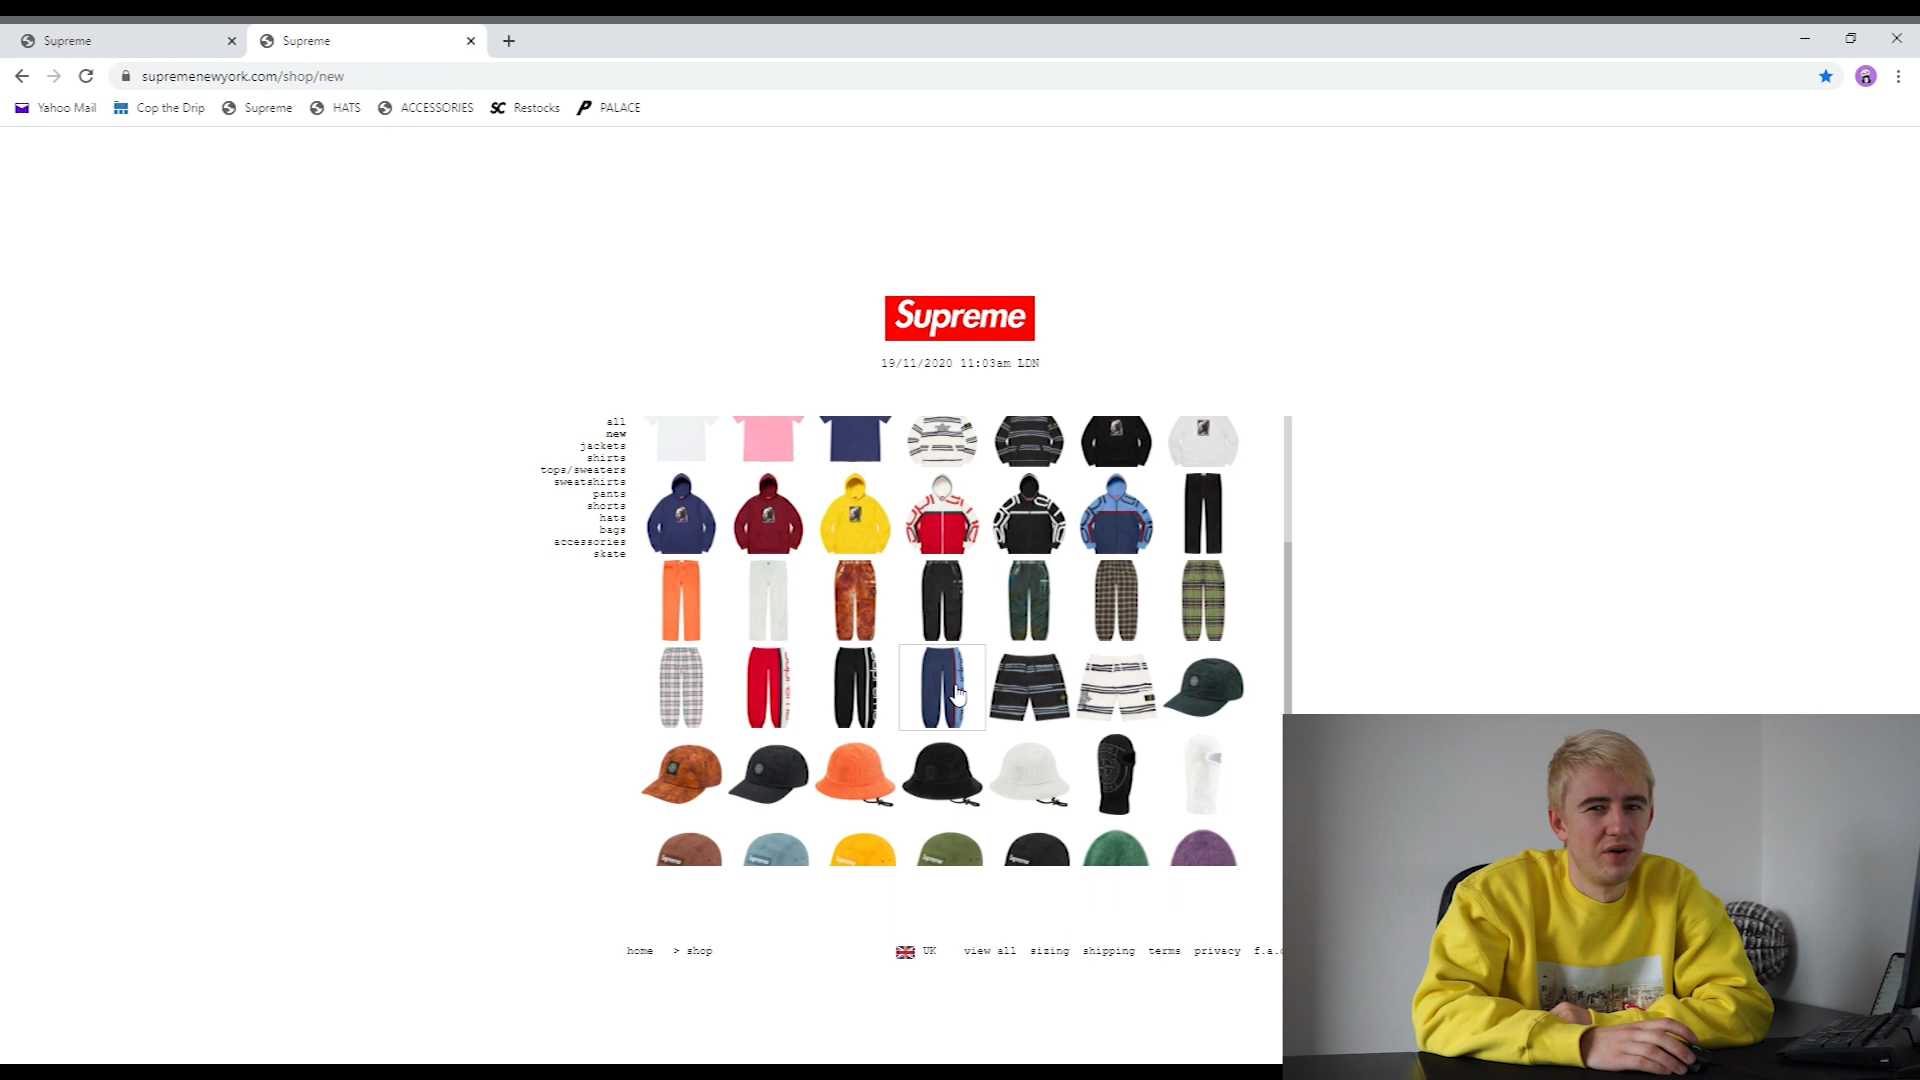 Supreme
Supreme
supremenewyork.com/shop/new
Yahoo Mail
Cop the Drip
Supreme
HATS
ACCESSORIES
SC Restocks
P PALACE
Supreme
19/11/2020 11:03am LDN
all
new
jackets
shirts
tops/sweaters
sweatshirts
pants
shorts
hats
bags
accessories
skate
home > shop
UK view all sizing shipping terms privacy